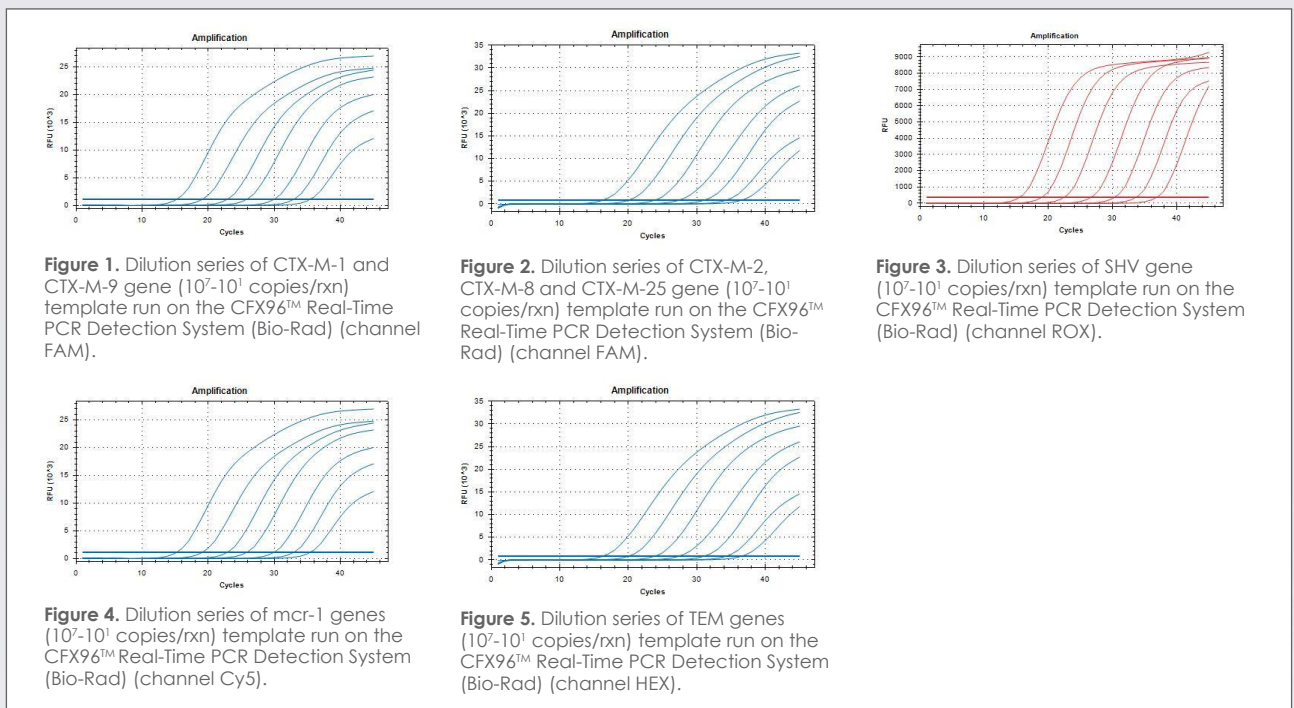 Amplification
25
20
15
10
5
0
RFU (10^3)
0 10 20 30 40
Cycles
Figure 1. Dilution series of CTX-M-1 and
CTX-M-9 gene (10⁷-10¹ copies/rxn)
template run on the CFX96™ Real-Time
PCR Detection System (Bio-Rad) (channel
FAM).
Amplification
35
30
25
20
15
10
5
0
RFU (10^3)
0 10 20 30 40
Cycles
Figure 2. Dilution series of CTX-M-2,
CTX-M-8 and CTX-M-25 gene (10⁷-10¹
copies/rxn) template run on the CFX96™
Real-Time PCR Detection System (Bio-
Rad) (channel FAM).
Amplification
9000
8000
7000
6000
5000
4000
3000
2000
1000
0
RFU
0 10 20 30 40
Cycles
Figure 3. Dilution series of SHV gene
(10⁷-10¹ copies/rxn) template run on the
CFX96™ Real-Time PCR Detection System
(Bio-Rad) (channel ROX).
Amplification
25
20
15
10
5
0
RFU (10^3)
0 10 20 30 40
Cycles
Figure 4. Dilution series of mcr-1 genes
(10⁷-10¹ copies/rxn) template run on the
CFX96™ Real-Time PCR Detection System
(Bio-Rad) (channel Cy5).
Amplification
35
30
25
20
15
10
5
0
RFU (10^3)
0 10 20 30 40
Cycles
Figure 5. Dilution series of TEM genes
(10⁷-10¹ copies/rxn) template run on the
CFX96™ Real-Time PCR Detection System
(Bio-Rad) (channel HEX).